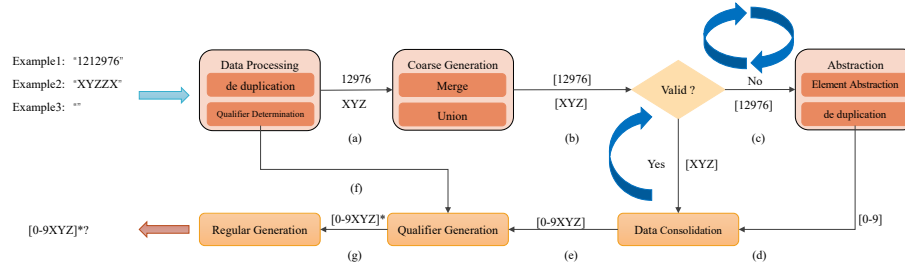 Example1: "1212976"
Example2: "XYZZX"
Example3: ""
Data Processing
de duplication
Qualifier Determination
12976
XYZ
(a)
Coarse Generation
Merge
Union
[12976]
[XYZ]
(b)
Valid ?
No
[12976]
(c)
Abstraction
Element Abstraction
de duplication
Yes
[XYZ]
(f)
[0-9]
[0-9XYZ]*?
Regular Generation
[0-9XYZ]*
(g)
Qualifier Generation
[0-9XYZ]
(e)
Data Consolidation
(d)